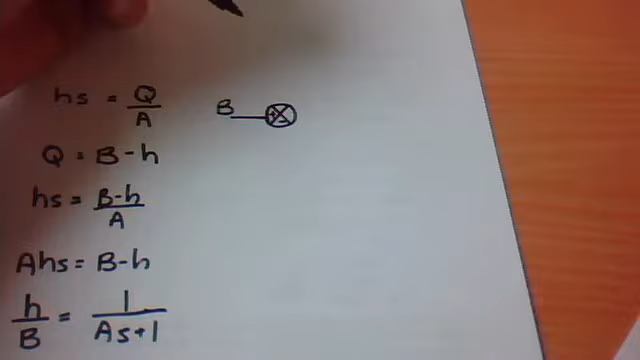 hs = Q/A
B + -
Q = B - h
hs = B-h/A
Ahs = B - h
h/B = 1/As+1